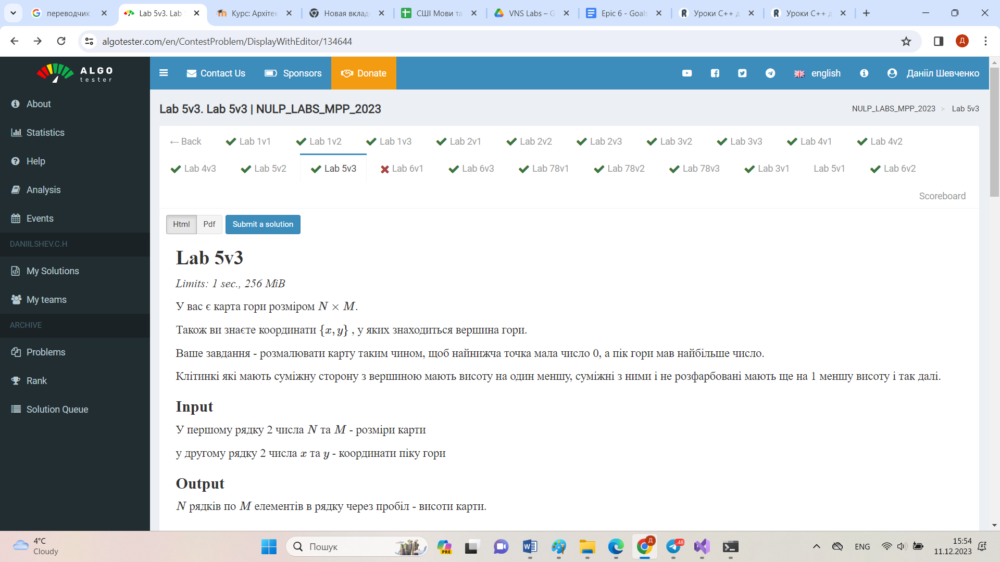 переводчик
Lab 5v3. Lab
Курс: Архітек
Новая вклад
СШІ Мови та
VNS Labs – G
Epic 6 - Goals
Уроки C++ д
Уроки C++ д
algotester.com/en/ContestProblem/DisplayWithEditor/134644
Д
ALGO
tester
Contact Us
Sponsors
Donate
english
Данііл Шевченко
About
Statistics
Help
Analysis
Events
DANIILSHEV.C.H
My Solutions
My teams
ARCHIVE
Problems
Rank
Solution Queue
Lab 5v3. Lab 5v3 | NULP_LABS_MPP_2023
NULP_LABS_MPP_2023 > Lab 5v3
←Back Lab 1v1 Lab 1v2 Lab 1v3 Lab 2v1 Lab 2v2 Lab 2v3 Lab 3v2 Lab 3v3 Lab 4v1 Lab 4v2
Lab 4v3 Lab 5v2 Lab 5v3 Lab 6v1 Lab 6v3 Lab 78v1 Lab 78v2 Lab 78v3 Lab 3v1 Lab 5v1 Lab 6v2
Scoreboard
Html Pdf Submit a solution
Lab 5v3
Limits: 1 sec., 256 MiB
У вас є карта гори розміром N × M.
Також ви знаєте координати {x, y} , у яких знаходиться вершина гори.
Ваше завдання - розмалювати карту таким чином, щоб найнижча точка мала число 0, а пік гори мав найбільше число.
Клітинкі які мають суміжну сторону з вершиною мають висоту на один меншу, суміжні з ними і не розфарбовані мають ще на 1 меншу висоту і так далі.
Input
У першому рядку 2 числа N та M - розміри карти
у другому рядку 2 числа x та y - координати піку гори
Output
N рядків по M елементів в рядку через пробіл - висоти карти.
4°C
Cloudy
Пошук
PRE
Д
.48
ENG
15:54
11.12.2023